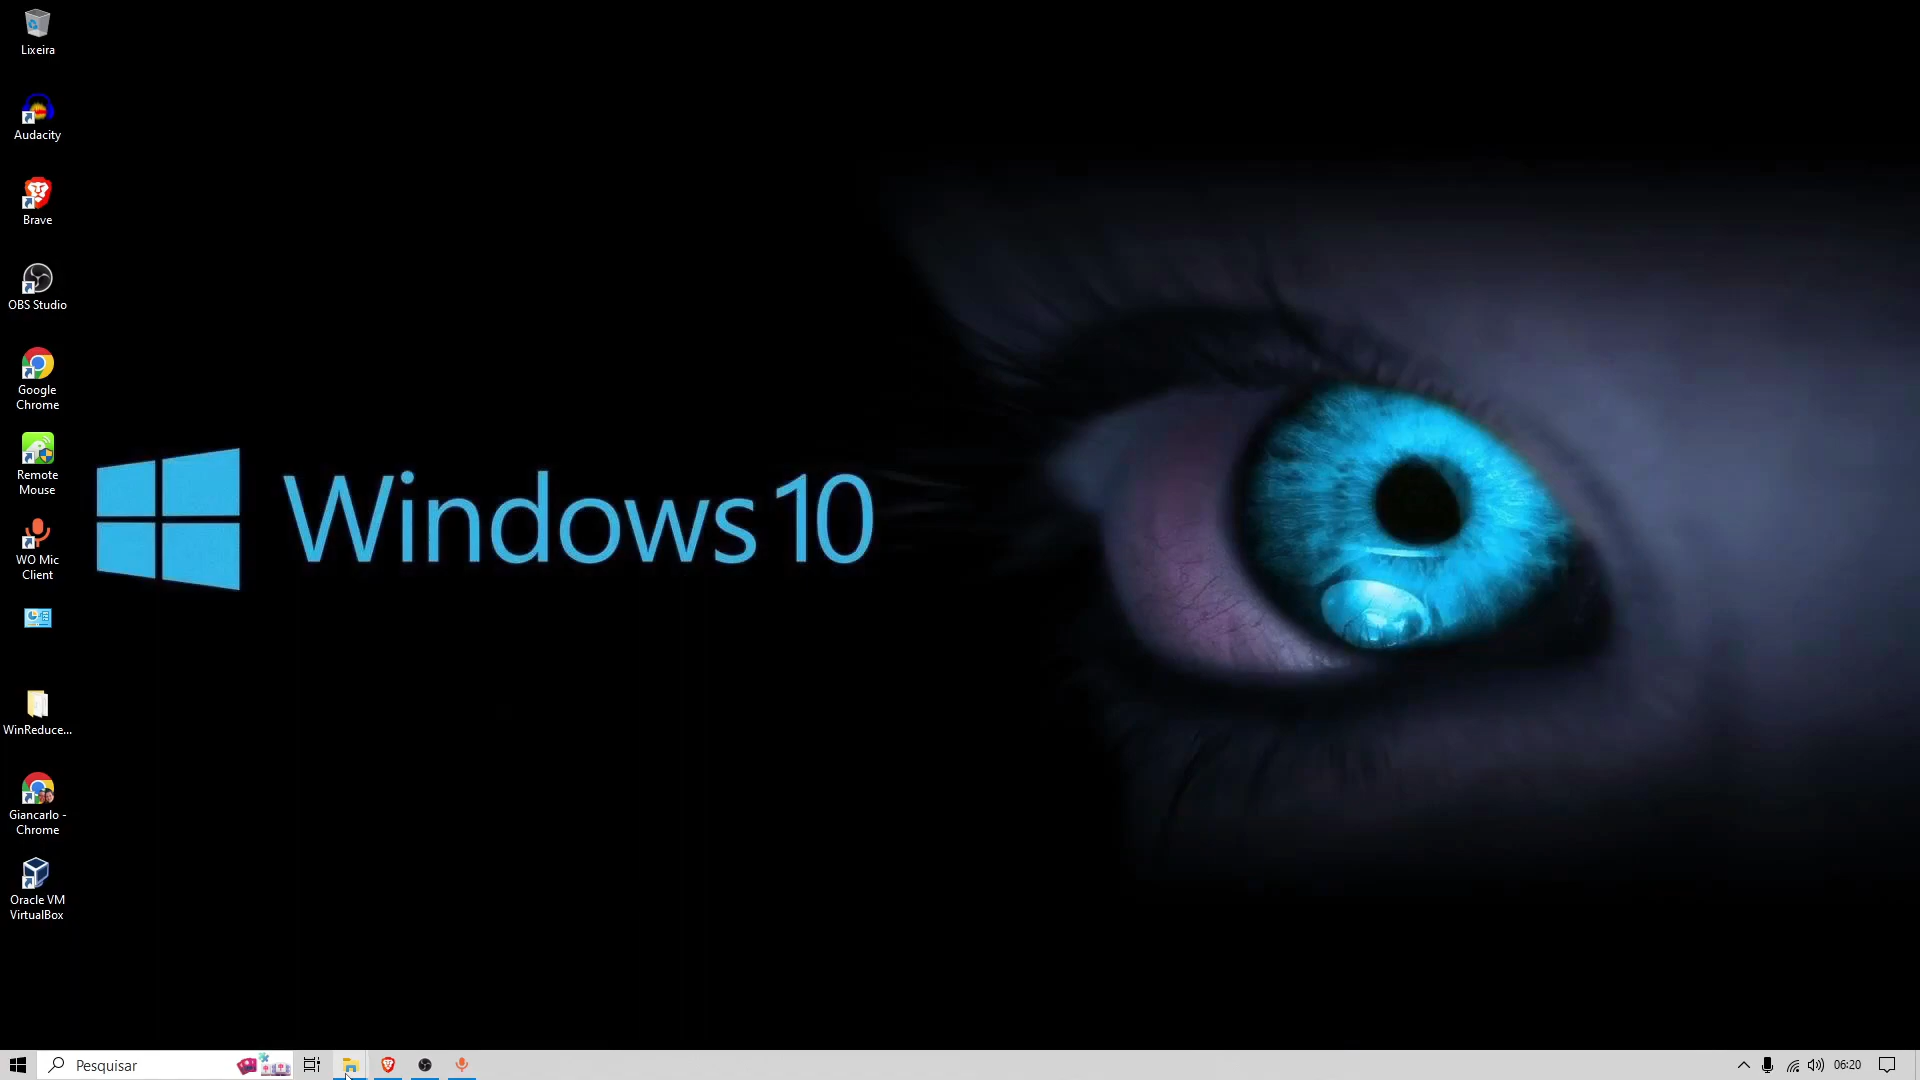 Lixeira
Audacity
Brave
OBS Studio
Google
Chrome
Remote
Mouse
WO Mic
Client
WinReduce...
Giancarlo -
Chrome
Oracle VM
VirtualBox
Windows 10
Pesquisar
06:20